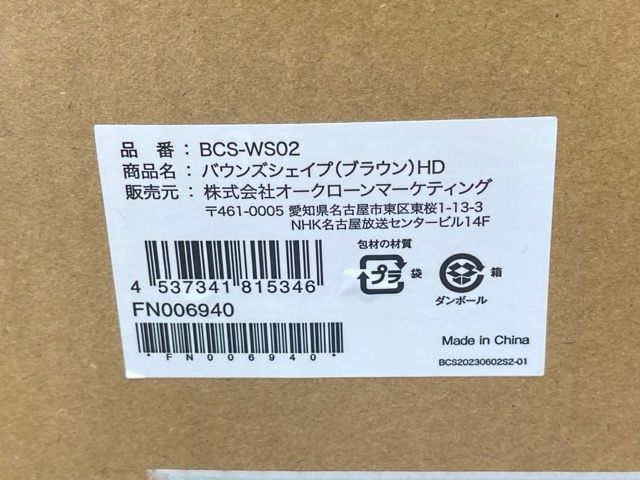 品 番 : BCS-WS02
商品名 : バウンズシェイプ(ブラウン)HD
販売元 : 株式会社オークローンマーケティング
〒461-0005 愛知県名古屋市東区東桜1-13-3
NHK名古屋放送センタービル14F
包材の材質
プラ 袋 箱
ダンボール
4 537341 815346
FN006940
*FN006940*
Made in China
BCS20230602S2-01